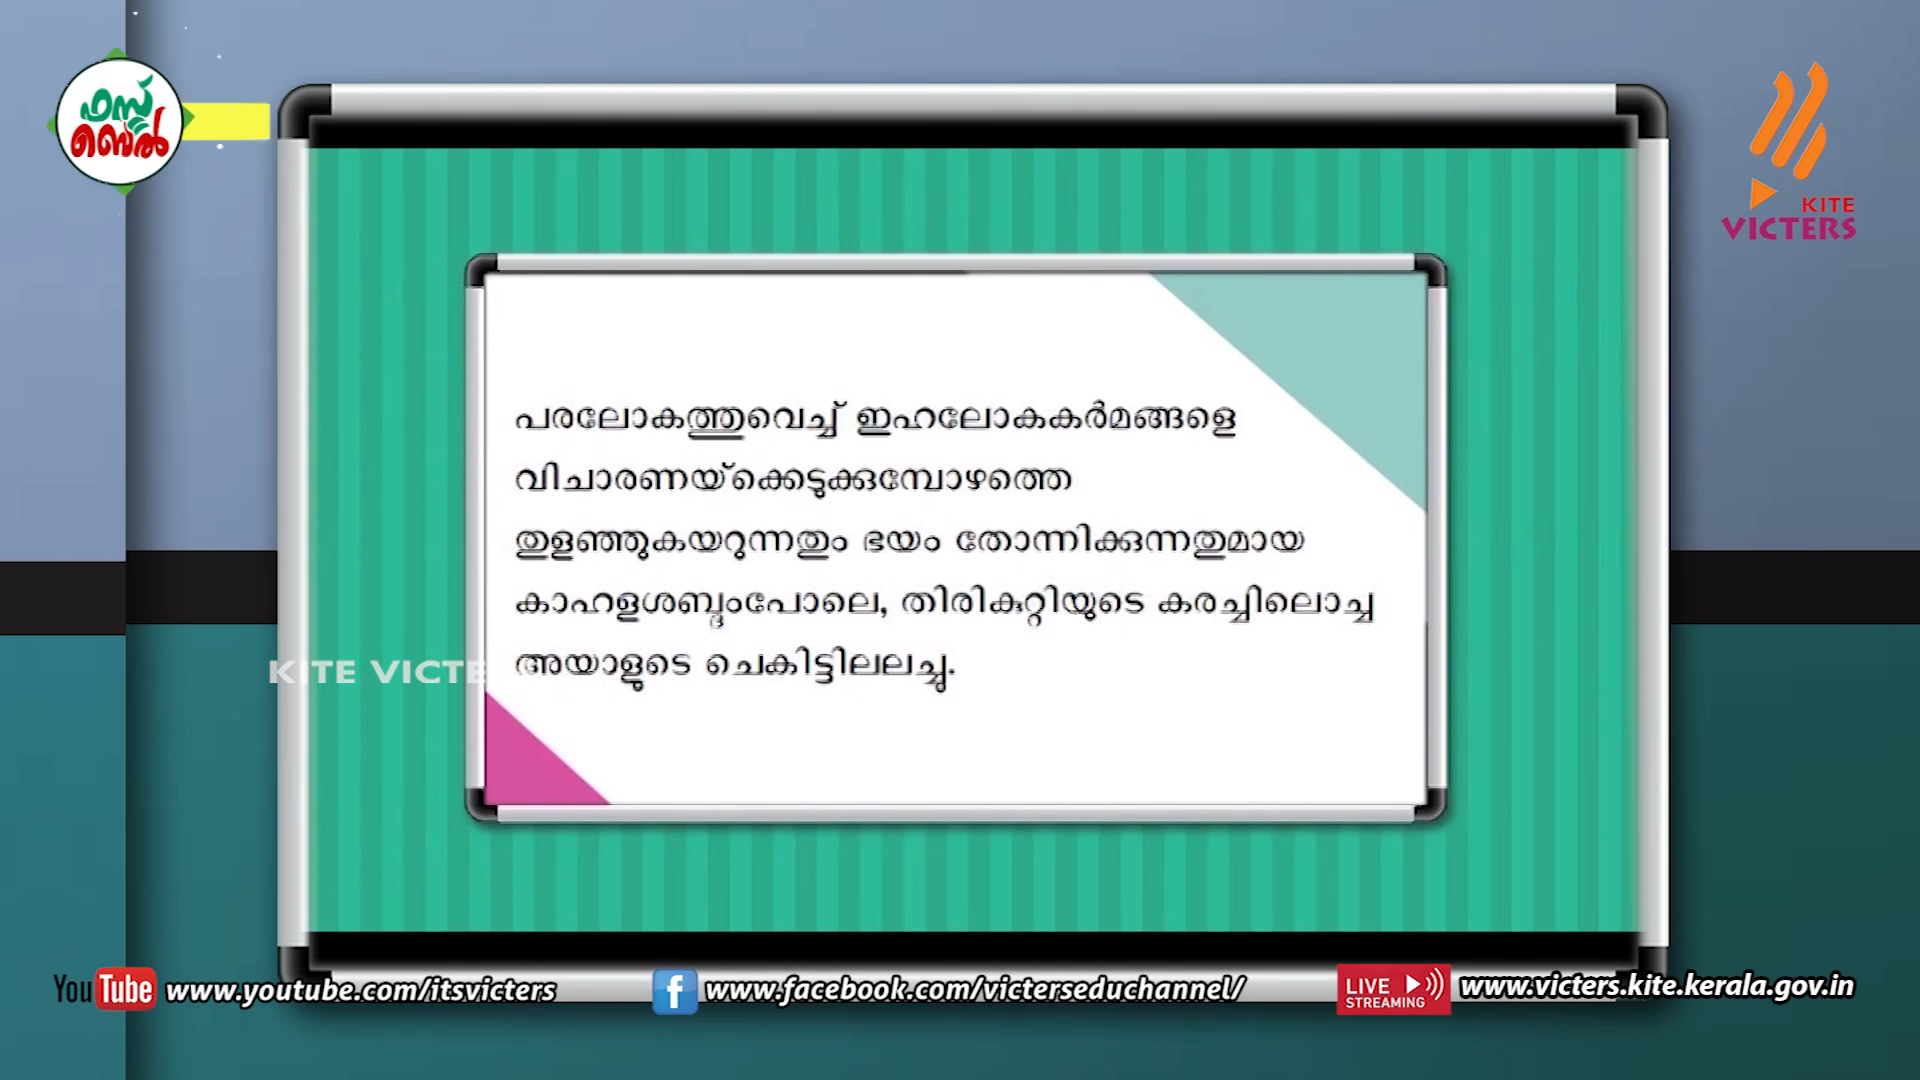 ഫസ്റ്റ്
ബെൽ
KITE
VICTERS
പരലോകത്തുവെച്ച് ഇഹലോകകർമങ്ങളെ
വിചാരണയ്ക്കെടുക്കുമ്പോഴത്തെ
തുളഞ്ഞുകയറുന്നതും ഭയം തോന്നിക്കുന്നതുമായ
കാഹളശബ്ദംപോലെ, തിരികുറ്റിയുടെ കരച്ചിലൊച്ച
അയാളുടെ ചെകിട്ടിലലച്ചു.
KITE VICTE
YouTube www.youtube.com/itsvicters
f www.facebook.com/victerseduchannel/
LIVE STREAMING www.victers.kite.kerala.gov.in